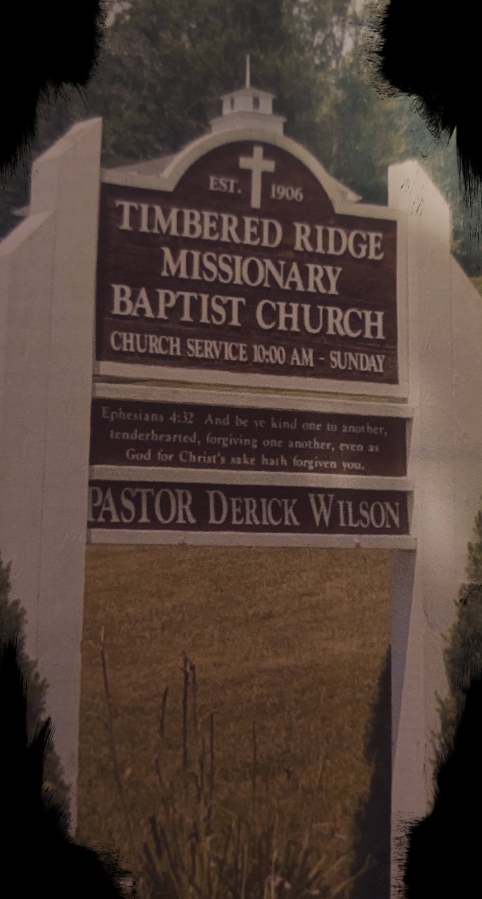 EST. 1906
TIMBERED RIDGE
MISSIONARY
BAPTIST CHURCH
CHURCH SERVICE 10:00 AM - SUNDAY
Ephesians 4:32 And be ye kind one to another,
tenderhearted, forgiving one another, even as
God for Christ's sake hath forgiven you.
PASTOR DERICK WILSON